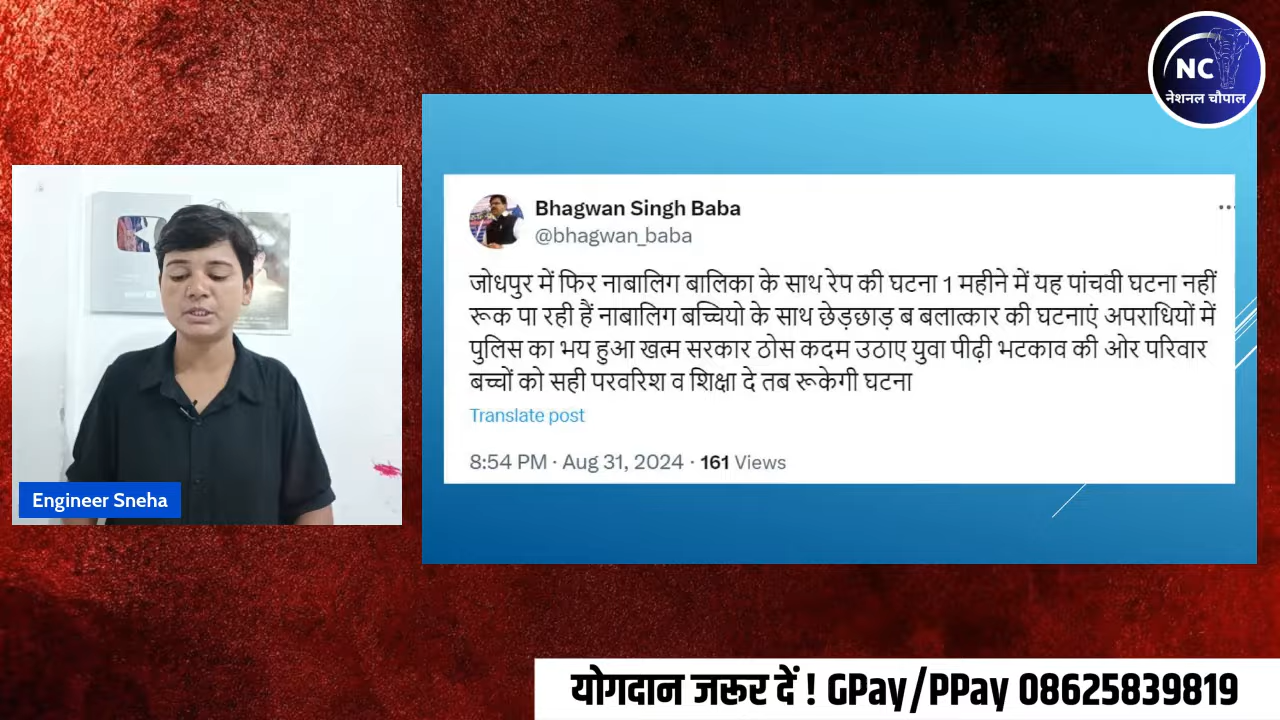 NC
नेशनल चौपाल
Bhagwan Singh Baba
@bhagwan_baba
जोधपुर में फिर नाबालिग बालिका के साथ रेप की घटना 1 महीने में यह पांचवी घटना नहीं
रूक पा रही हैं नाबालिग बच्चियो के साथ छेड़छाड़ ब बलात्कार की घटनाएं अपराधियों में
पुलिस का भय हुआ खत्म सरकार ठोस कदम उठाए युवा पीढ़ी भटकाव की ओर परिवार
बच्चों को सही परवरिश व शिक्षा दे तब रूकेगी घटना
Translate post
8:54 PM · Aug 31, 2024 · 161 Views
Engineer Sneha
योगदान जरूर दें ! GPay/PPay 08625839819